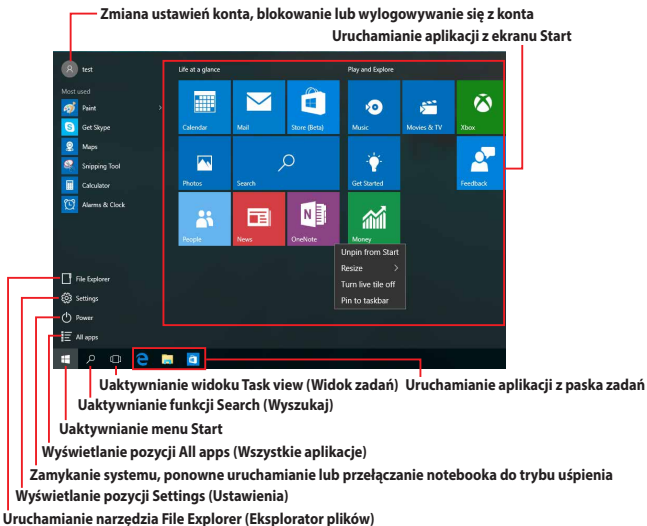 Zmiana ustawień konta, blokowanie lub wylogowywanie się z konta
Uruchamianie aplikacji z ekranu Start
test
Life at a glance
Play and Explore
Most used
Paint
Get Skype
Maps
Snipping Tool
Calculator
Alarms & Clock
Calendar
Mail
Store (Beta)
Music
Movies & TV
Xbox
Photos
Search
Get Started
Feedback
People
News
OneNote
Money
Unpin from Start
Resize
Turn live tile off
Pin to taskbar
File Explorer
Settings
Power
All apps
Uaktywnianie widoku Task view (Widok zadań)
Uruchamianie aplikacji z paska zadań
Uaktywnianie funkcji Search (Wyszukaj)
Uaktywnianie menu Start
Wyświetlanie pozycji All apps (Wszystkie aplikacje)
Zamykanie systemu, ponowne uruchamianie lub przełączanie notebooka do trybu uśpienia
Wyświetlanie pozycji Settings (Ustawienia)
Uruchamianie narzędzia File Explorer (Eksplorator plików)